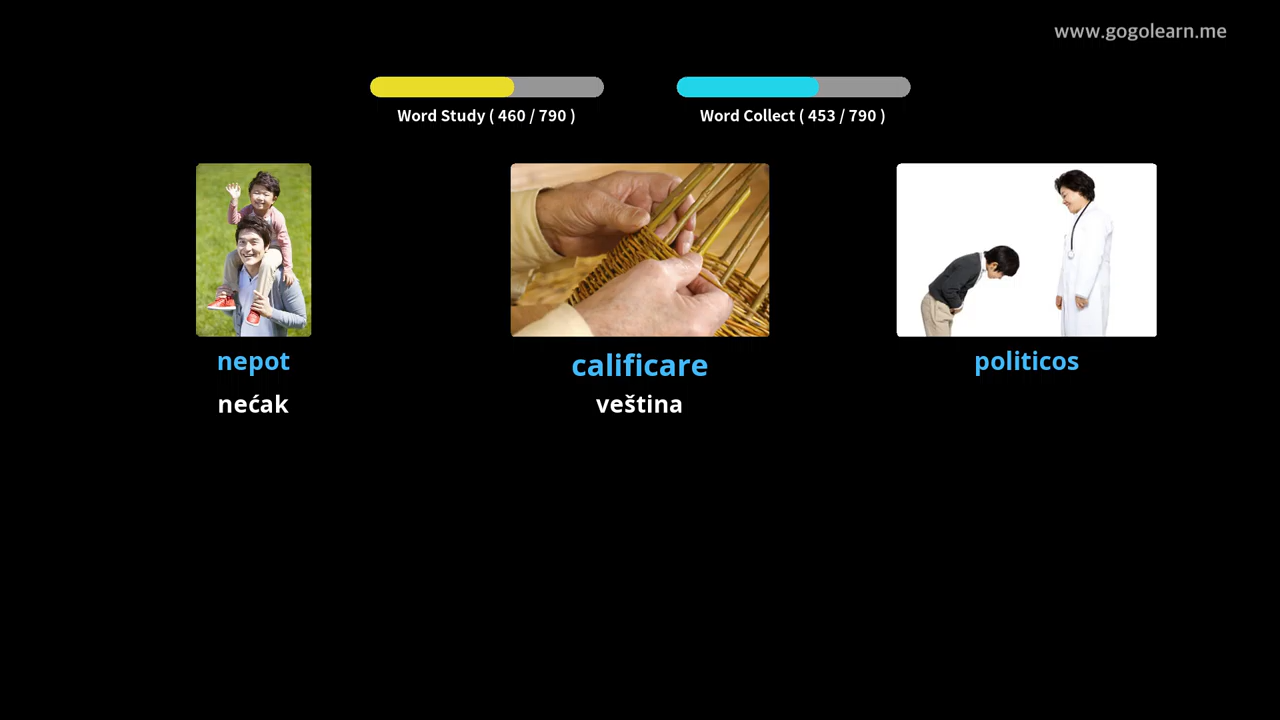 www.gogolearn.me
Word Study ( 460 / 790 )
Word Collect ( 453 / 790 )
nepot
calificare
politicos
nećak
veština